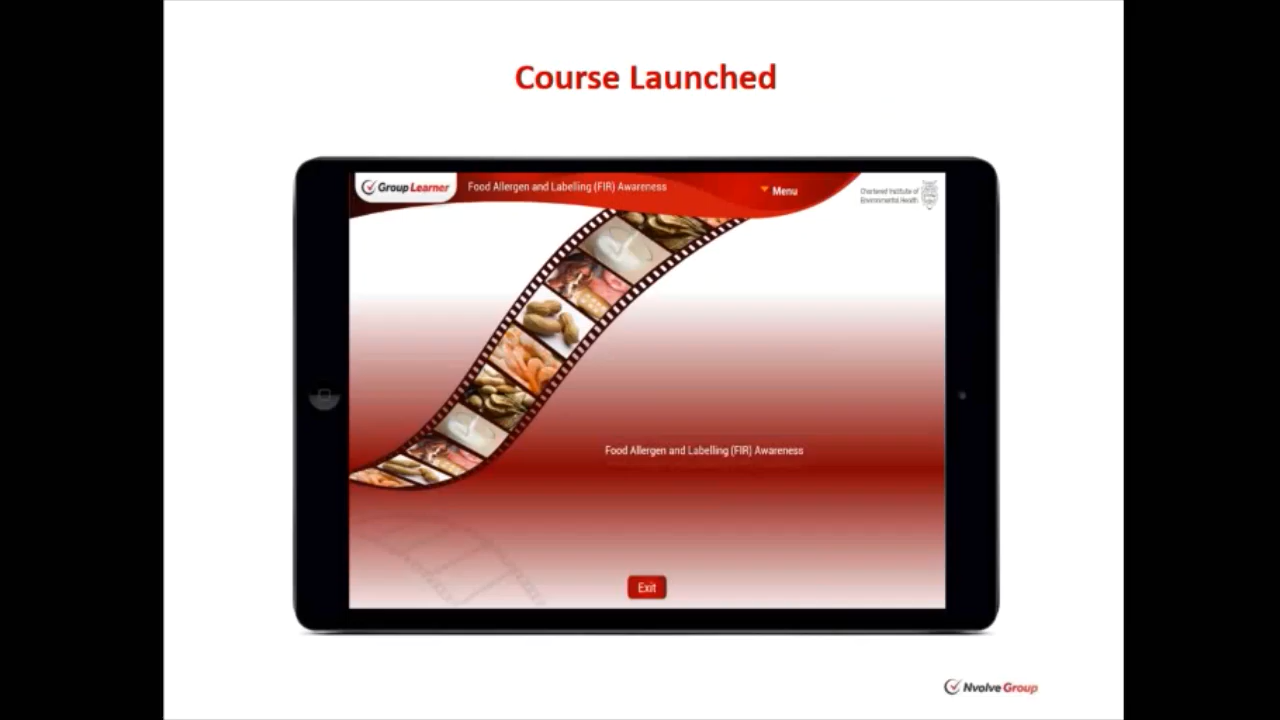 Course Launched
Group Learner
Food Allergen and Labelling (FIR) Awareness
Menu
Chartered Institute of
Environmental Health
Food Allergen and Labelling (FIR) Awareness
Exit
Nvolve Group